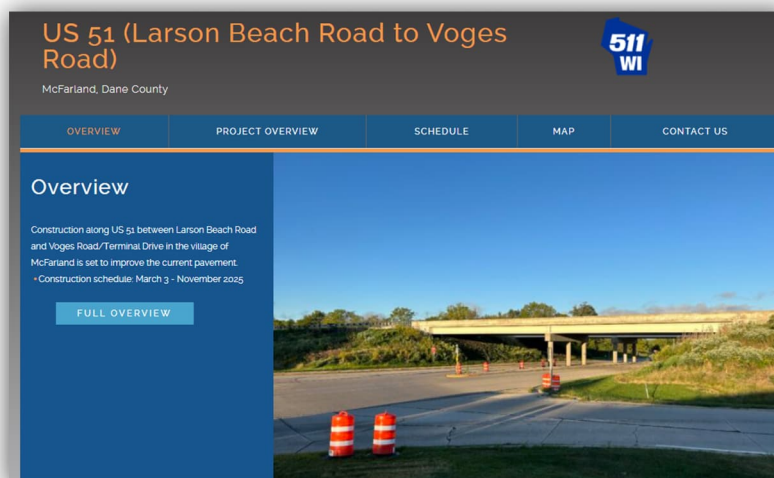 US 51 (Larson Beach Road to Voges
Road)
511
WI
McFarland, Dane County
OVERVIEW
PROJECT OVERVIEW
SCHEDULE
MAP
CONTACT US
Overview
Construction along US 51 between Larson Beach Road
and Voges Road/Terminal Drive in the village of
McFarland is set to improve the current pavement.
Construction schedule: March 3 - November 2025
FULL OVERVIEW